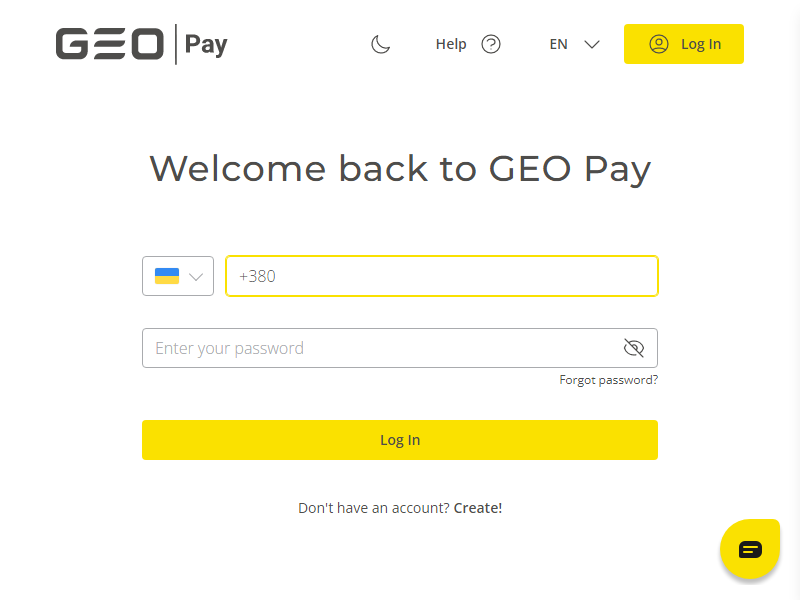 GEO Pay
Help
EN
Log In
Welcome back to GEO Pay
+380
Enter your password
Forgot password?
Log In
Don't have an account? Create!